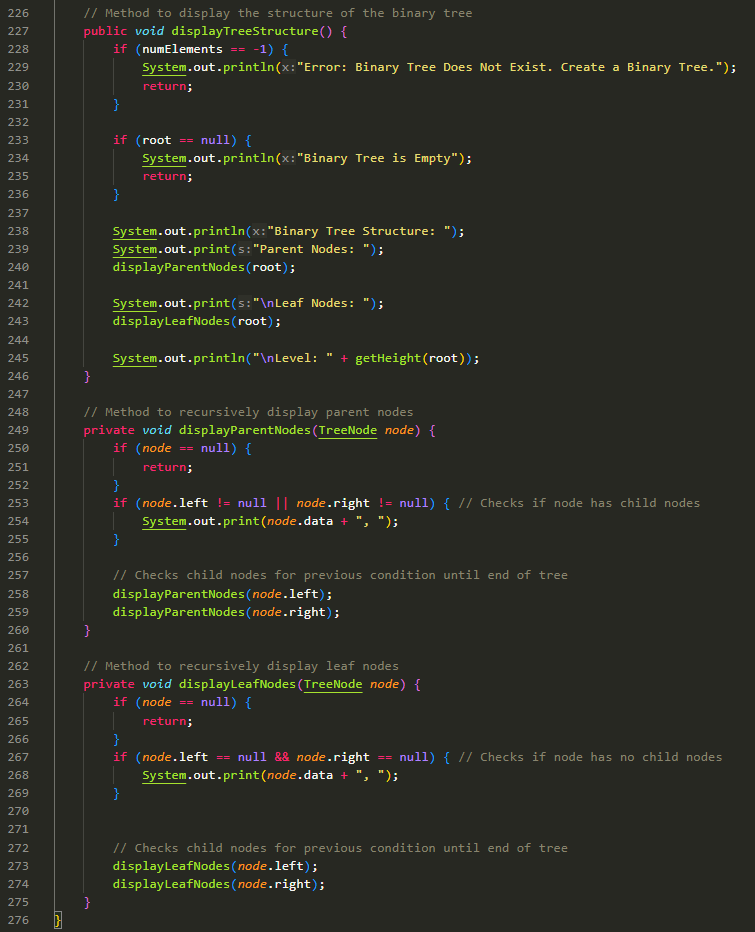 226 // Method to display the structure of the binary tree
227 public void displayTreeStructure() {
228 if (numElements == -1) {
229 System.out.println(x:"Error: Binary Tree Does Not Exist. Create a Binary Tree.");
230 return;
231 }
232
233 if (root == null) {
234 System.out.println(x:"Binary Tree is Empty");
235 return;
236 }
237
238 System.out.println(x:"Binary Tree Structure: ");
239 System.out.print(s:"Parent Nodes: ");
240 displayParentNodes(root);
241
242 System.out.print(s:"\nLeaf Nodes: ");
243 displayLeafNodes(root);
244
245 System.out.println("\nLevel: " + getHeight(root));
246 }
247
248 // Method to recursively display parent nodes
249 private void displayParentNodes(TreeNode node) {
250 if (node == null) {
251 return;
252 }
253 if (node.left != null || node.right != null) { // Checks if node has child nodes
254 System.out.print(node.data + ", ");
255 }
256
257 // Checks child nodes for previous condition until end of tree
258 displayParentNodes(node.left);
259 displayParentNodes(node.right);
260 }
261
262 // Method to recursively display leaf nodes
263 private void displayLeafNodes(TreeNode node) {
264 if (node == null) {
265 return;
266 }
267 if (node.left == null && node.right == null) { // Checks if node has no child nodes
268 System.out.print(node.data + ", ");
269 }
270
271
272 // Checks child nodes for previous condition until end of tree
273 displayLeafNodes(node.left);
274 displayLeafNodes(node.right);
275 }
276 }